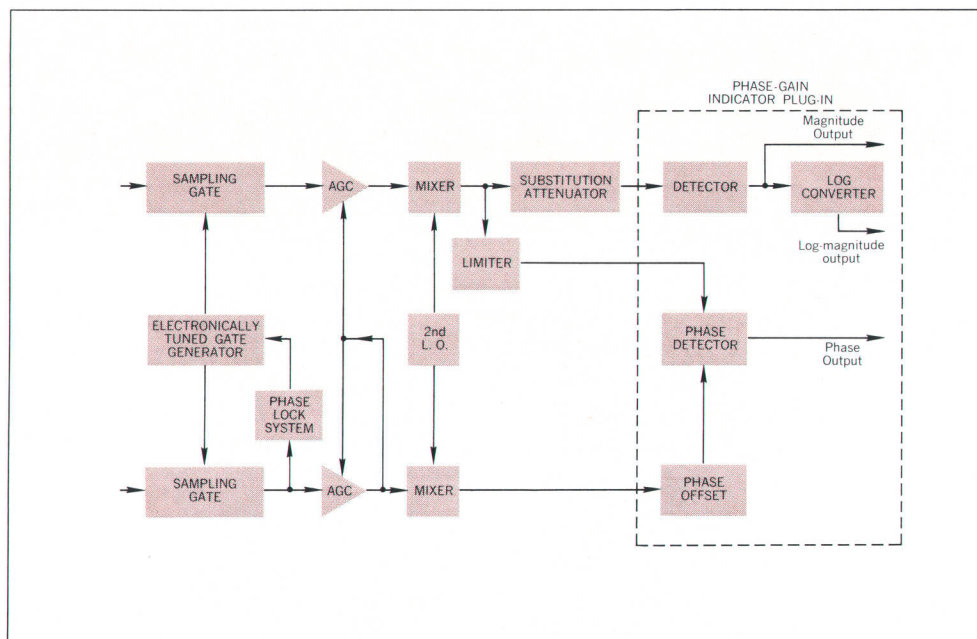 PHASE-GAIN
INDICATOR PLUG-IN
Magnitude
Output
SAMPLING
GATE
AGC
MIXER
SUBSTITUTION
ATTENUATOR
DETECTOR
LOG
CONVERTER
Log-magnitude
output
LIMITER
ELECTRONICALLY
TUNED GATE
GENERATOR
2nd
L. O.
PHASE
DETECTOR
Phase
Output
PHASE
LOCK
SYSTEM
SAMPLING
GATE
AGC
MIXER
PHASE
OFFSET